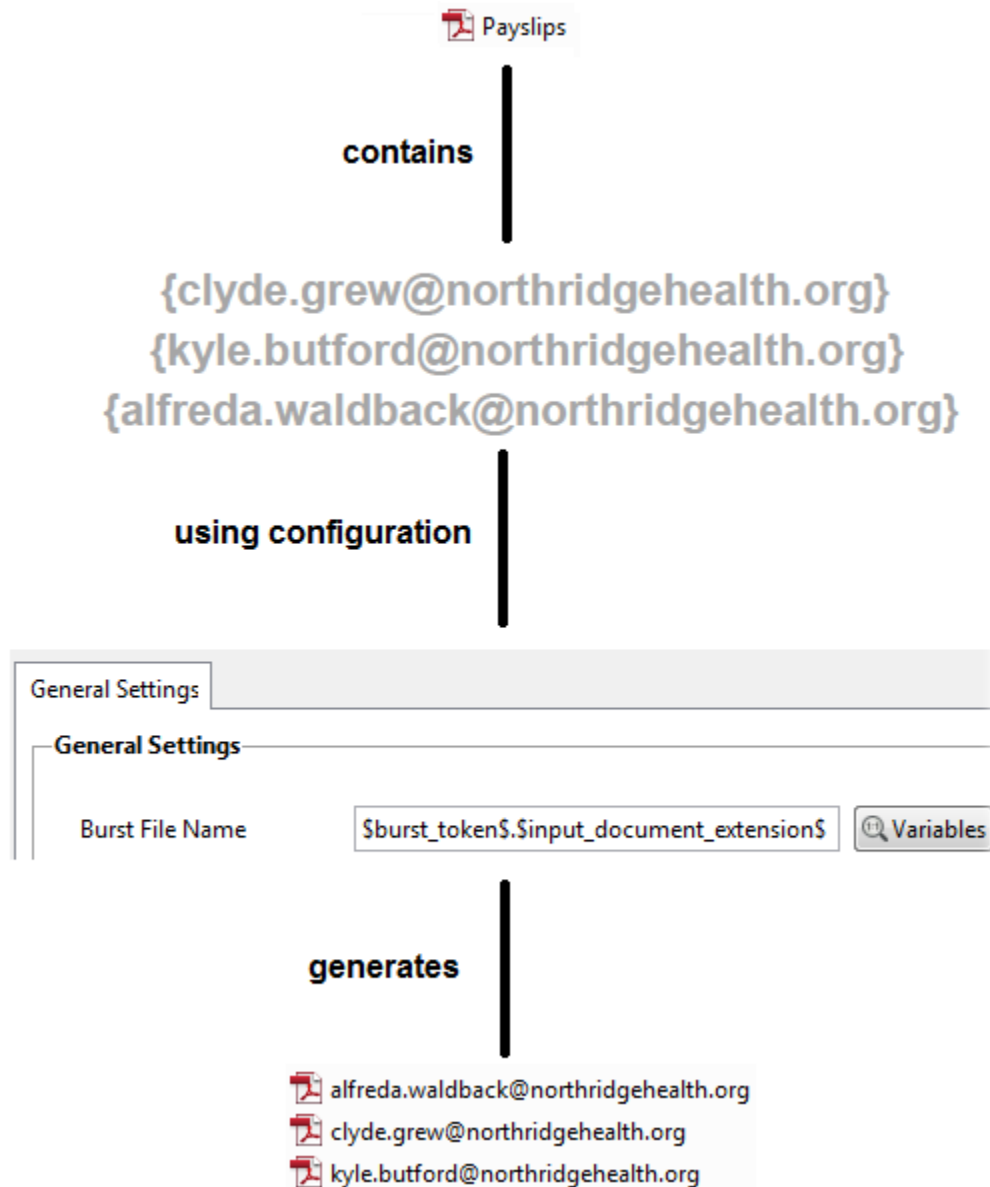 Payslips
contains
{clyde.grew@northridgehealth.org}
{kyle.butford@northridgehealth.org}
{alfreda.waldback@northridgehealth.org}
using configuration
General Settings
General Settings
Burst File Name $burst_token$.$input_document_extension$ Variables
generates
alfreda.waldback@northridgehealth.org
clyde.grew@northridgehealth.org
kyle.butford@northridgehealth.org